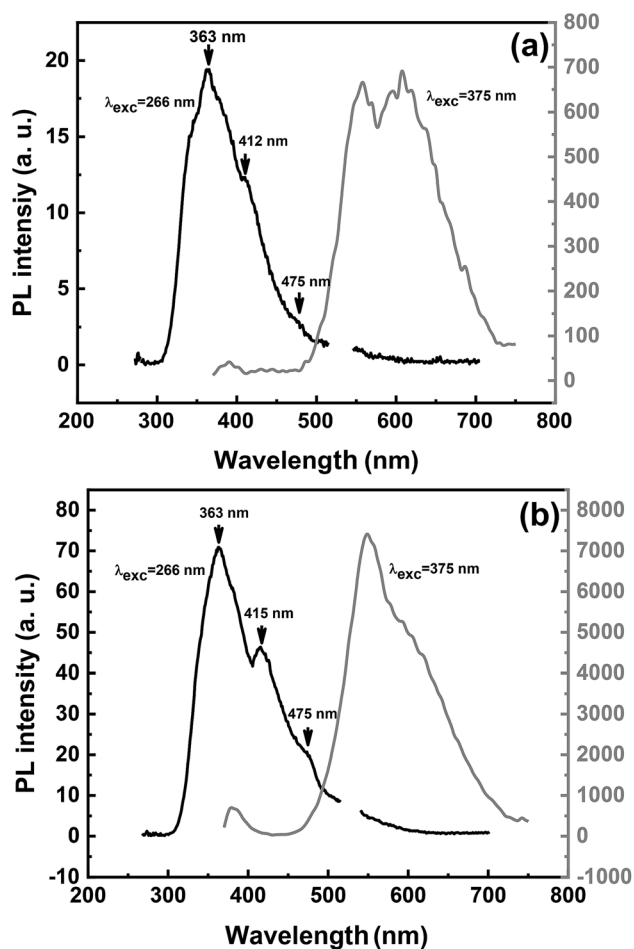 363 nm
(a)
λexc=266 nm
λexc=375 nm
412 nm
475 nm
PL intensiy (a. u.)
20
15
10
5
0
800
700
600
500
400
300
200
100
0
200 300 400 500 600 700 800
Wavelength (nm)
363 nm
(b)
λexc=266 nm
λexc=375 nm
415 nm
475 nm
PL intensity (a. u.)
80
70
60
50
40
30
20
10
0
-10
8000
7000
6000
5000
4000
3000
2000
1000
0
-1000
200 300 400 500 600 700 800
Wavelength (nm)